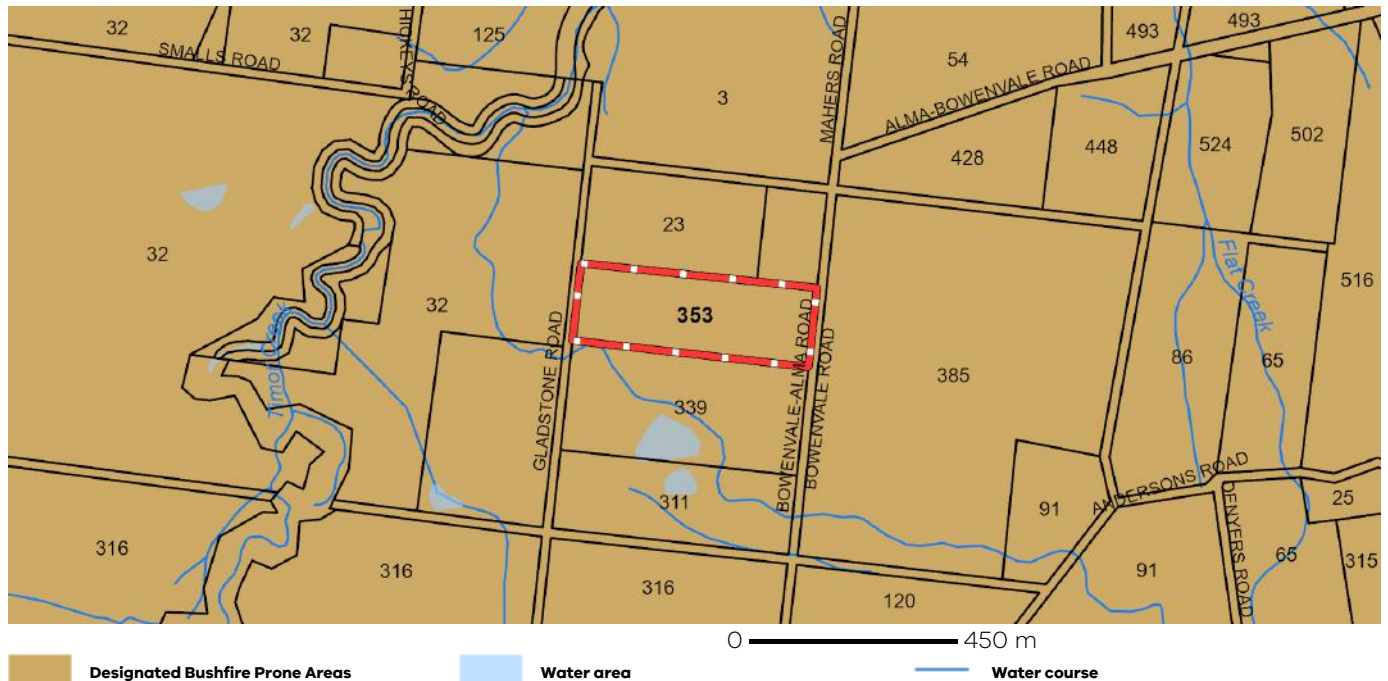 32
32
125
493
493
SMALLS ROAD
HICKEYS ROAD
MAHERS ROAD
54
ALMA-BOWENVALE ROAD
3
502
428
448
524
32
23
Flat Creek
516
32
Timor Creek
353
GLADSTONE ROAD
BOWENVALE-ALMA ROAD
BOWENVALE ROAD
385
86
65
339
311
91
ANDERSONS ROAD
DENYERS ROAD
25
316
316
316
120
91
65
315
0 450 m
Designated Bushfire Prone Areas
Water area
Water course